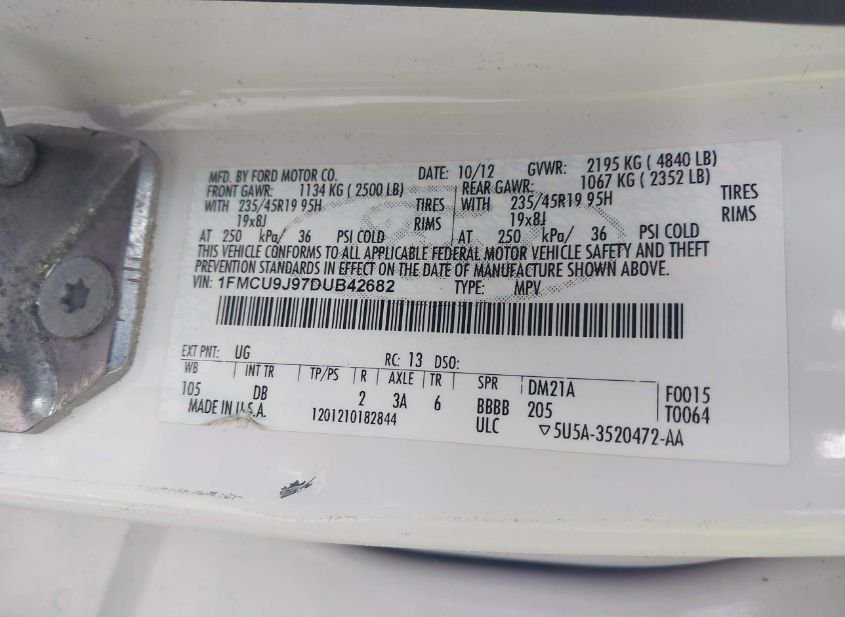 MFD. BY FORD MOTOR CO. DATE: 10/12 GVWR: 2195 KG ( 4840 LB)
FRONT GAWR: 1134 KG ( 2500 LB) REAR GAWR: 1067 KG ( 2352 LB)
WITH 235/45R19 95H TIRES WITH 235/45R19 95H TIRES
19x8J RIMS 19x8J RIMS
AT 250 kPa/ 36 PSI COLD AT 250 kPa/ 36 PSI COLD
THIS VEHICLE CONFORMS TO ALL APPLICABLE FEDERAL MOTOR VEHICLE SAFETY AND THEFT
PREVENTION STANDARDS IN EFFECT ON THE DATE OF MANUFACTURE SHOWN ABOVE.
VIN: 1FMCU9J97DUB42682 TYPE: MPV
EXT PNT: UG RC: 13 DSO:
WB INT TR TP/PS R AXLE TR SPR DM21A F0015
105 DB 2 3A 6 BBBB 205 T0064
MADE IN U.S.A. 1201210182844 ULC ▽5U5A-3520472-AA